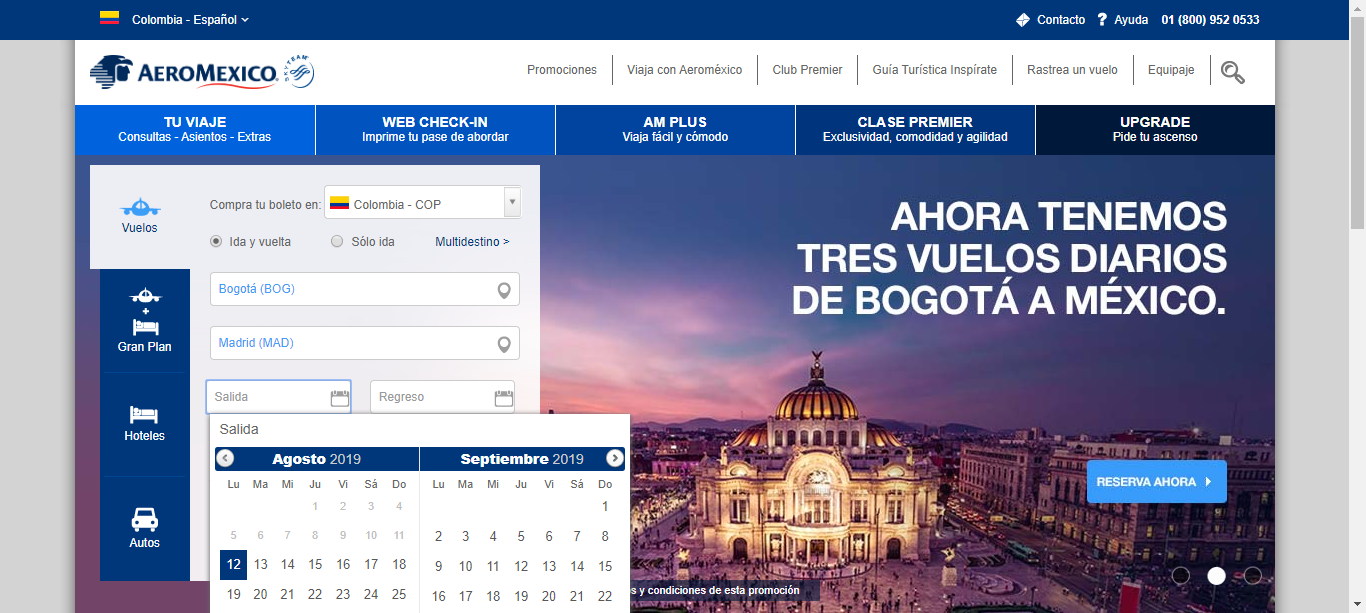 Colombia - Español
Contacto
Ayuda
01 (800) 952 0533
AEROMEXICO.
SKYTEAM
Promociones
Viaja con Aeroméxico
Club Premier
Guía Turística Inspírate
Rastrea un vuelo
Equipaje
TU VIAJE
Consultas - Asientos - Extras
WEB CHECK-IN
Imprime tu pase de abordar
AM PLUS
Viaja fácil y cómodo
CLASE PREMIER
Exclusividad, comodidad y agilidad
UPGRADE
Pide tu ascenso
Vuelos
+
Gran Plan
Hoteles
Autos
Compra tu boleto en:
Colombia - COP
Ida y vuelta
Sólo ida
Multidestino >
Bogotá (BOG)
Madrid (MAD)
Salida
Regreso
Salida
Agosto 2019
Lu Ma Mi Ju Vi Sá Do
1 2 3 4
5 6 7 8 9 10 11
12 13 14 15 16 17 18
19 20 21 22 23 24 25
Septiembre 2019
Lu Ma Mi Ju Vi Sá Do
1
2 3 4 5 6 7 8
9 10 11 12 13 14 15
16 17 18 19 20 21 22
AHORA TENEMOS
TRES VUELOS DIARIOS
DE BOGOTÁ A MÉXICO.
RESERVA AHORA
s y condiciones de esta promoción